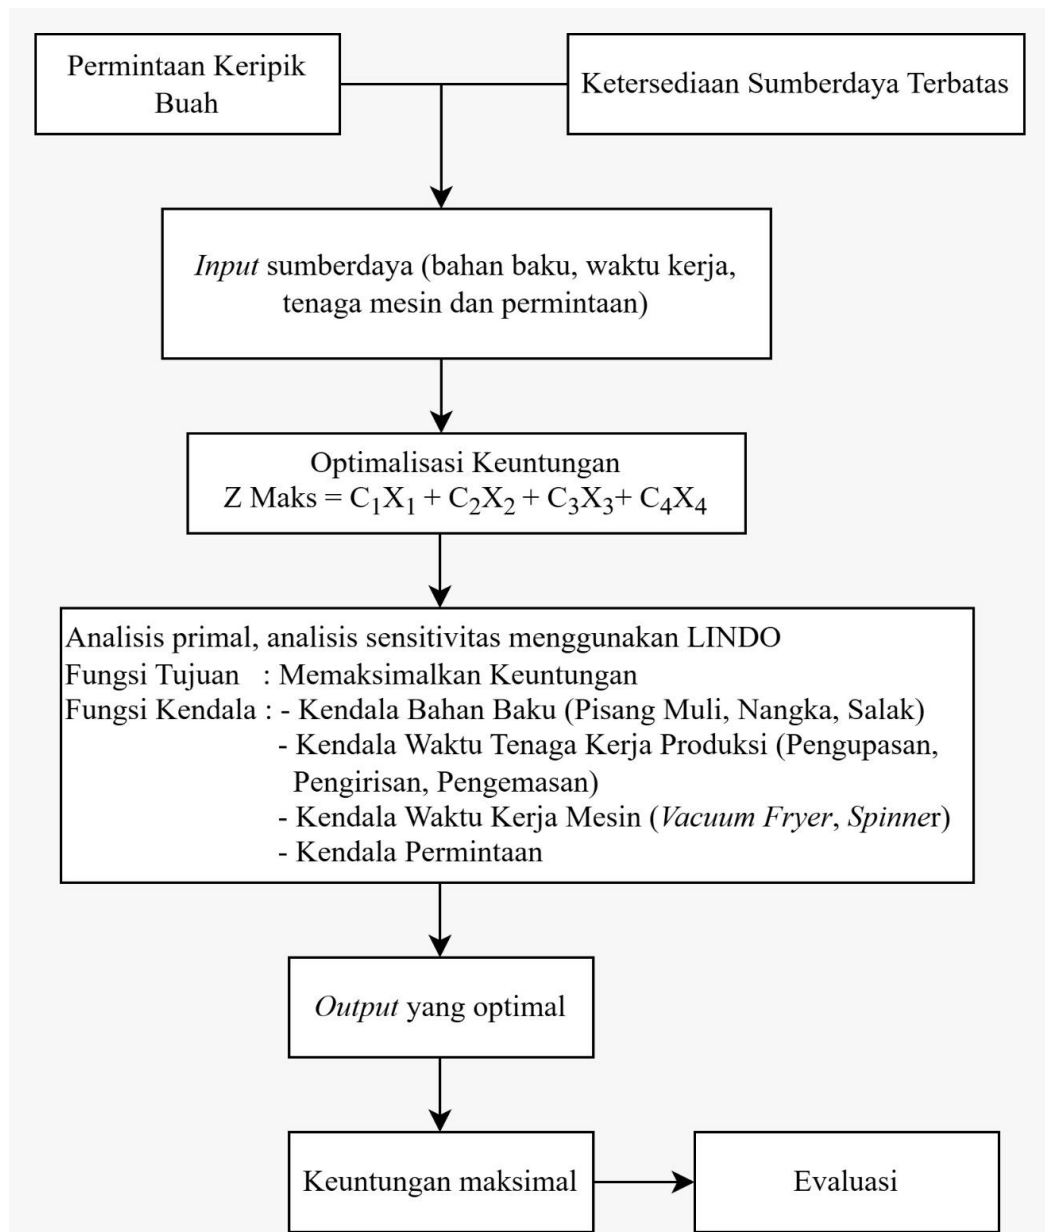 Permintaan Keripik
Buah
Ketersediaan Sumberdaya Terbatas
Input sumberdaya (bahan baku, waktu kerja,
tenaga mesin dan permintaan)
Optimalisasi Keuntungan
Z Maks = C₁X₁ + C₂X₂ + C₃X₃+ C₄X₄
Analisis primal, analisis sensitivitas menggunakan LINDO
Fungsi Tujuan : Memaksimalkan Keuntungan
Fungsi Kendala : - Kendala Bahan Baku (Pisang Muli, Nangka, Salak)
- Kendala Waktu Tenaga Kerja Produksi (Pengupasan,
Pengirisan, Pengemasan)
- Kendala Waktu Kerja Mesin (Vacuum Fryer, Spinner)
- Kendala Permintaan
Output yang optimal
Keuntungan maksimal
Evaluasi